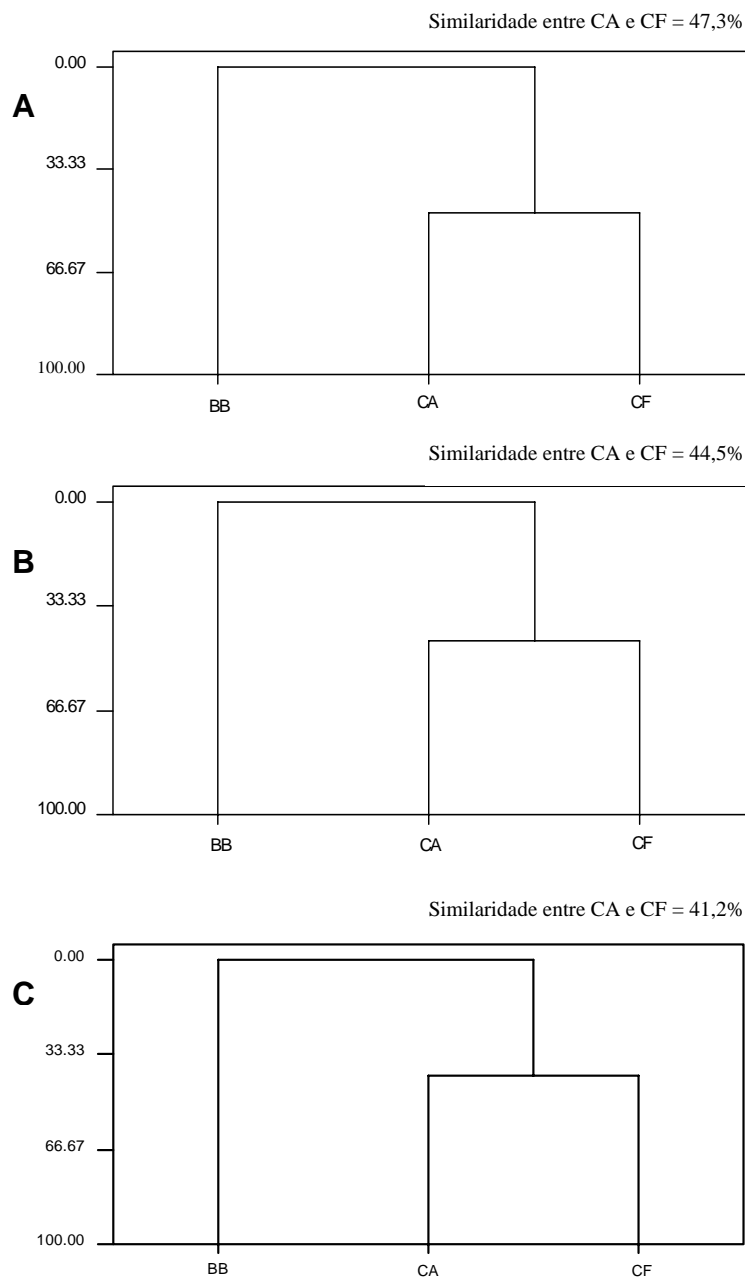 Similaridade entre CA e CF = 47,3%
0.00
A
33.33
66.67
100.00
BB CA CF
Similaridade entre CA e CF = 44,5%
0.00
B
33.33
66.67
100.00
BB CA CF
Similaridade entre CA e CF = 41,2%
0.00
C
33.33
66.67
100.00
BB CA CF